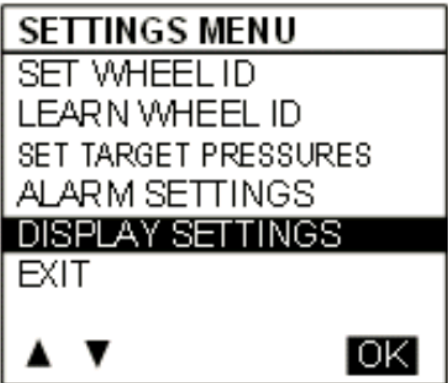 SETTINGS MENU
SET WHEEL ID
LEARN WHEEL ID
SET TARGET PRESSURES
ALARM SETTINGS
DISPLAY SETTINGS
EXIT
▲ ▼ OK